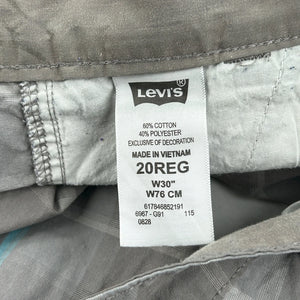 LEVI'S
60% COTTON
40% POLYESTER
EXCLUSIVE OF DECORATION
MADE IN VIETNAM
20REG
W30"
W76 CM
617846852191
6967 - G91 115
0828